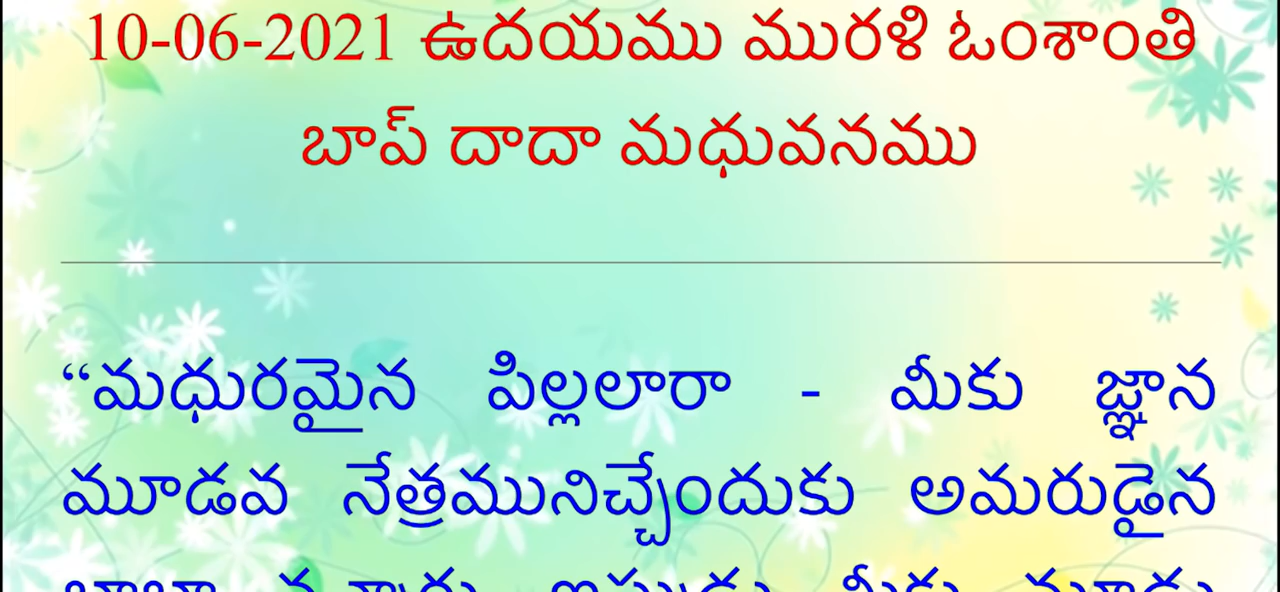 10-06-2021 ఉదయము మురళి ఓంశాంతి
బాప్ దాదా మధువనము
“మధురమైన పిల్లలారా - మీకు జ్ఞాన
మూడవ నేత్రమునిచ్చేందుకు అమరుడైన